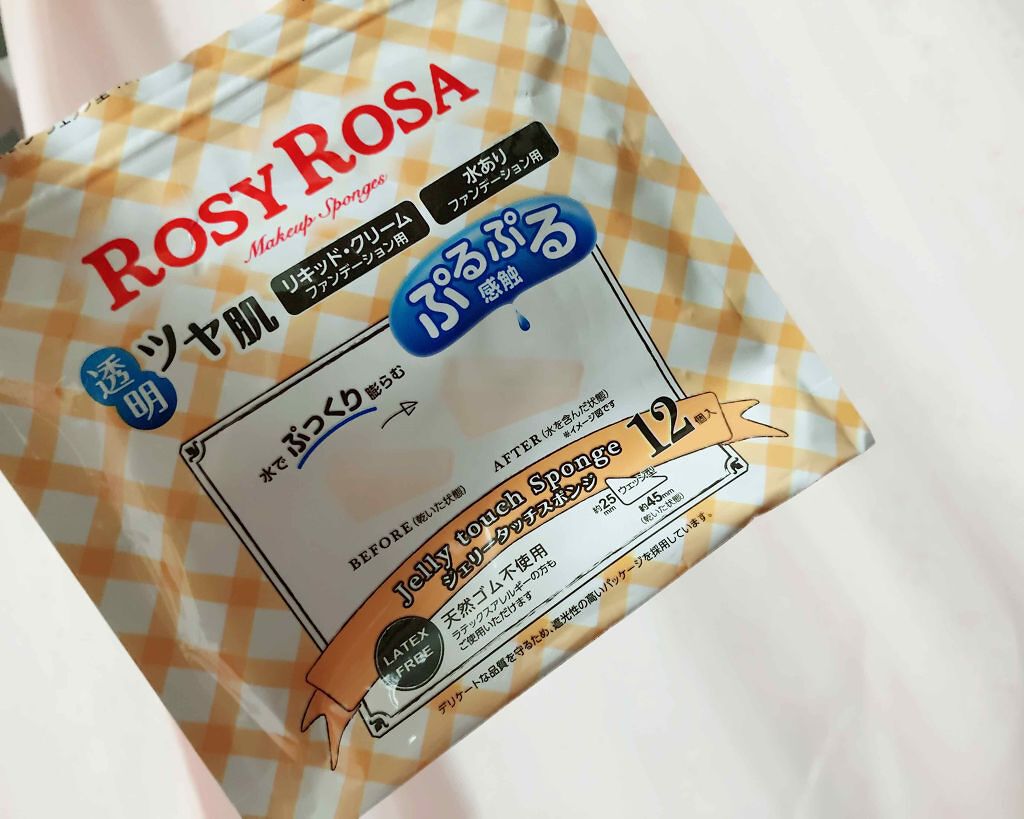 ROSY ROSA
Makeup Sponges
リキッド・クリーム
ファンデーション用
水あり
ファンデーション用
透明
ツヤ肌
ぷるぷる
感触
水で ぷっくり 膨らむ
BEFORE (乾いた状態)
AFTER (水を含んだ状態)
※イメージ図です
Jelly touch Sponge
ジェリータッチスポンジ
12個入
ウェッジ型
約25mm
約45mm
(乾いた状態)
LATEX
FREE
天然ゴム不使用
ラテックスアレルギーの方も
ご使用いただけます
デリケートな品質を守るため、遮光性の高いパッケージを採用しています。